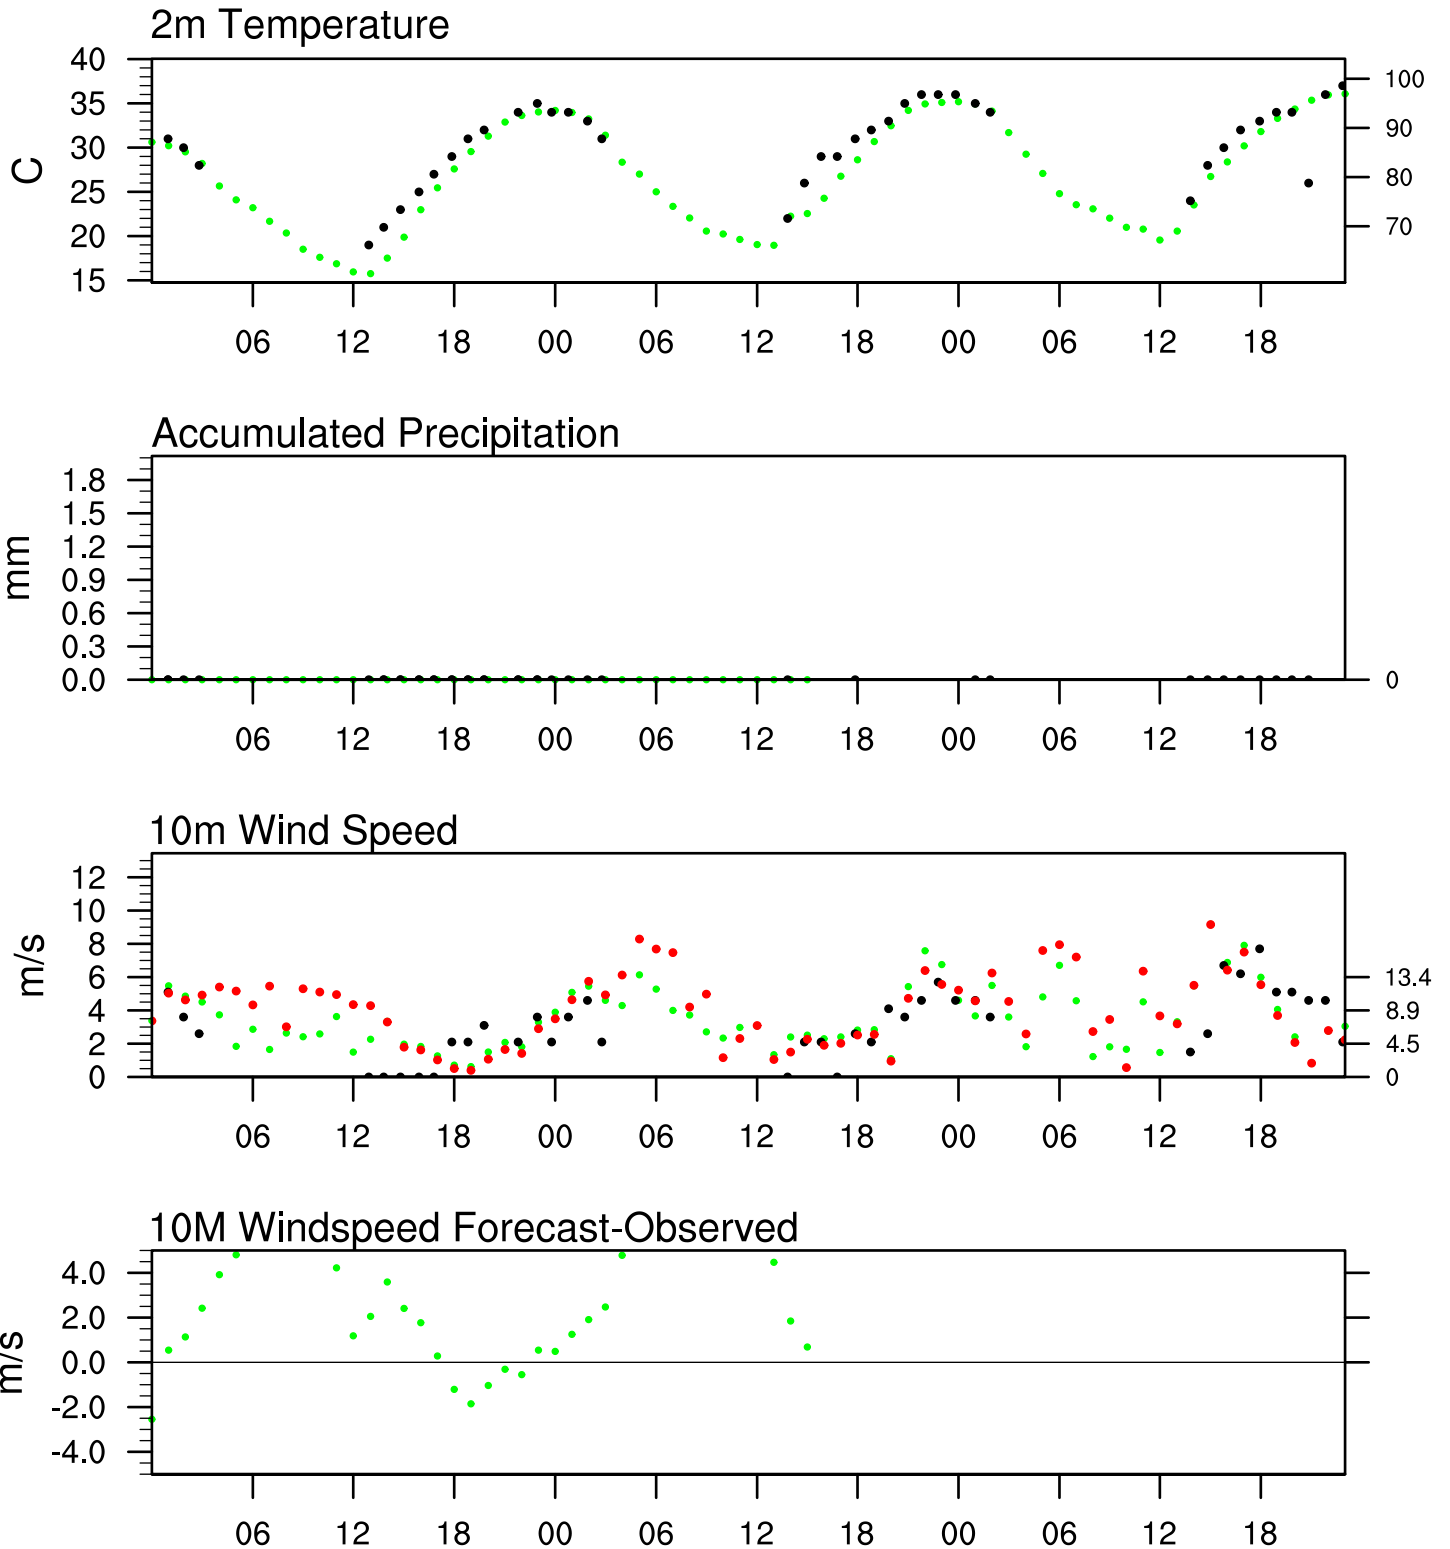 2m Temperature
40
35
30
25
20
15
C
100
90
80
70
06 12 18 00 06 12 18 00 06 12 18
Accumulated Precipitation
1.8
1.5
1.2
0.9
0.6
0.3
0.0
mm
0
06 12 18 00 06 12 18 00 06 12 18
10m Wind Speed
12
10
8
6
4
2
0
m/s
13.4
8.9
4.5
0
06 12 18 00 06 12 18 00 06 12 18
10M Windspeed Forecast-Observed
4.0
2.0
0.0
-2.0
-4.0
m/s
06 12 18 00 06 12 18 00 06 12 18